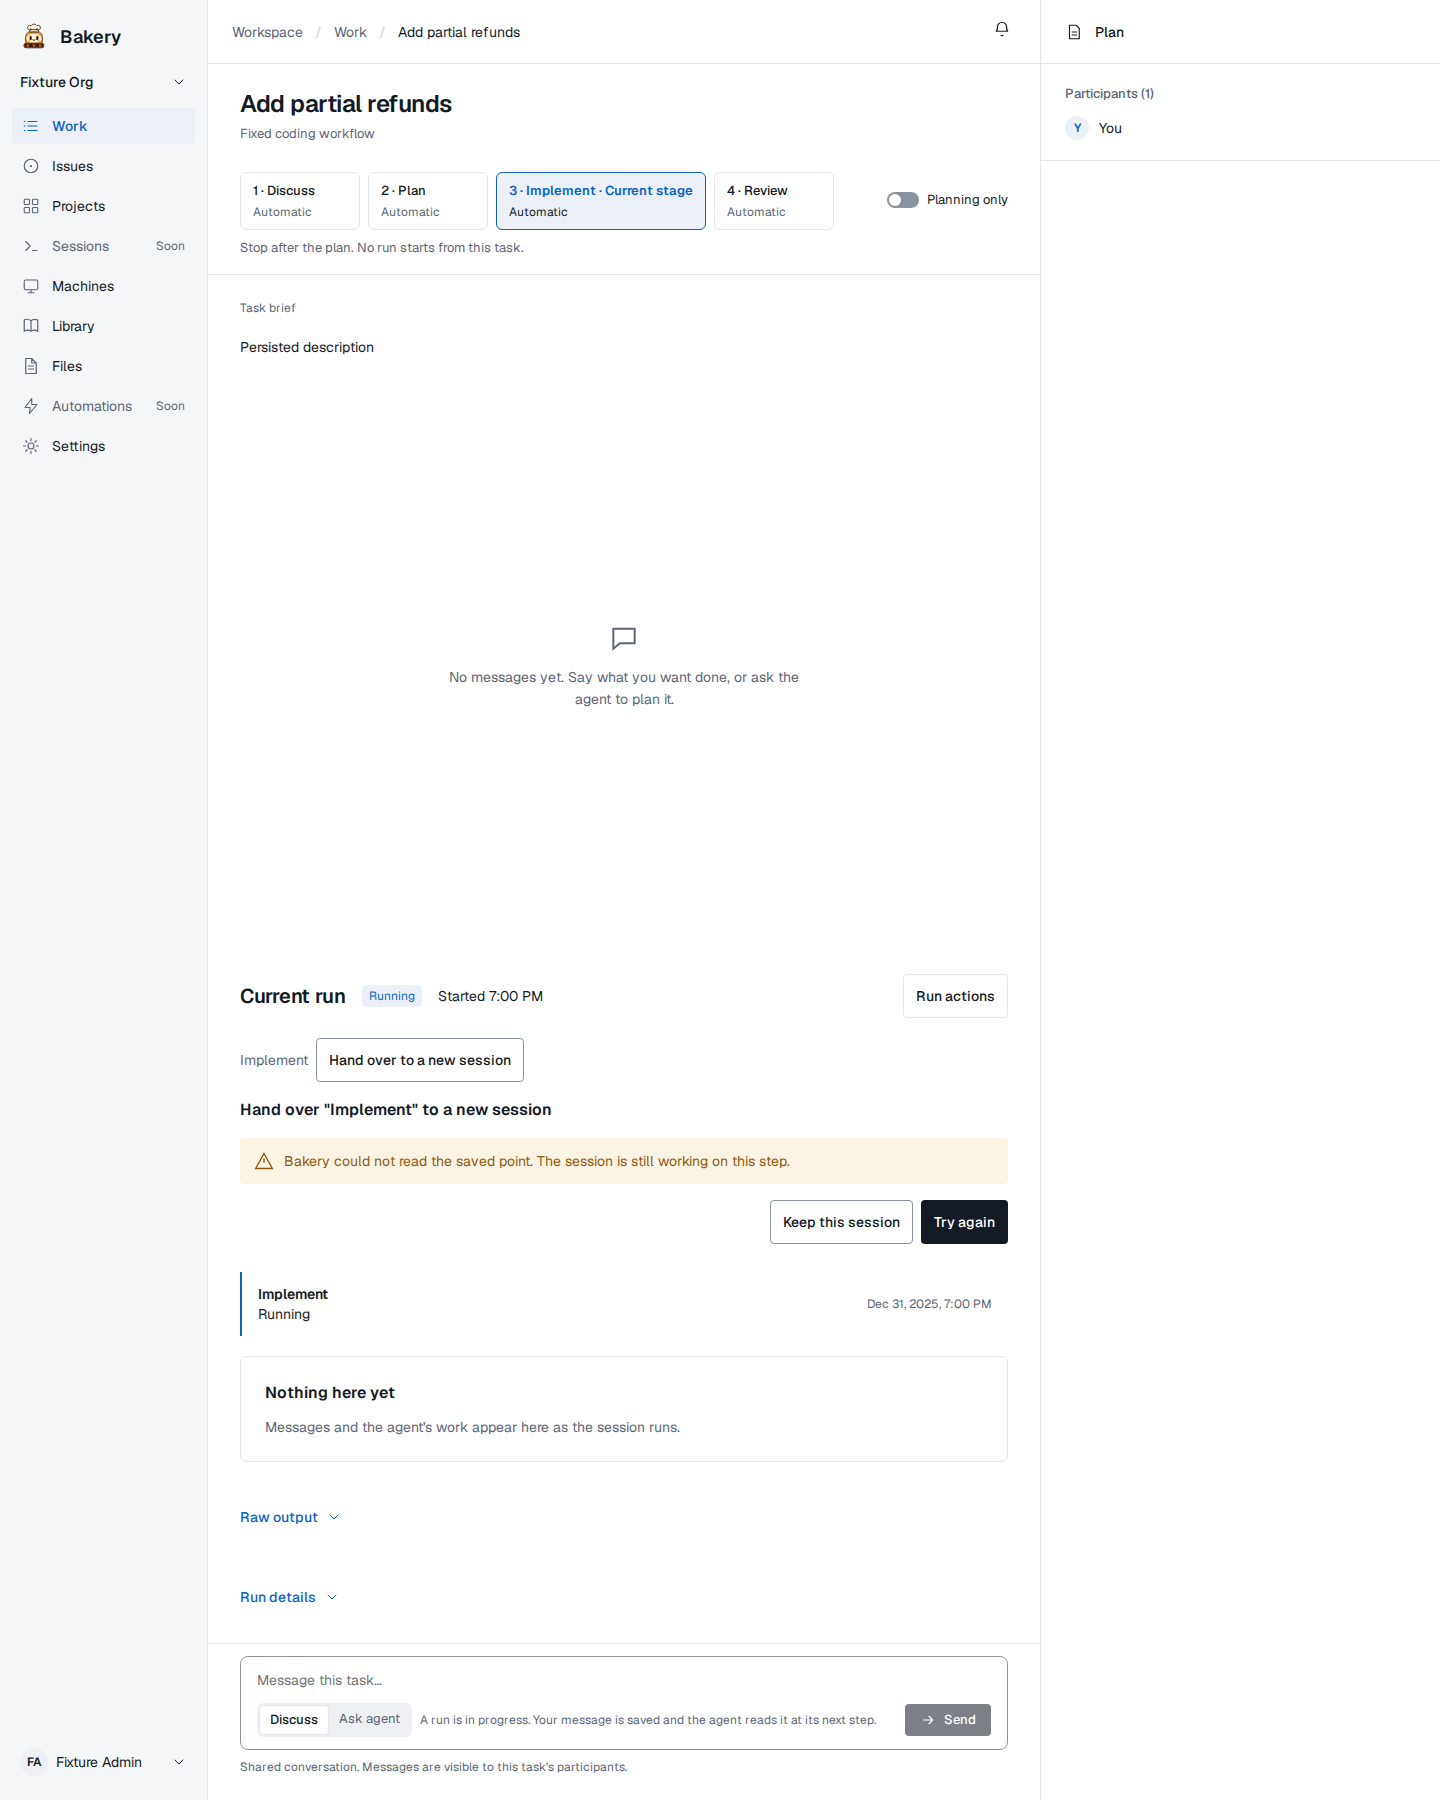 Bakery
Fixture Org
Work
Issues
Projects
Sessions Soon
Machines
Library
Files
Automations Soon
Settings
FA Fixture Admin
Workspace / Work / Add partial refunds
Add partial refunds
Fixed coding workflow
1 · Discuss
Automatic
2 · Plan
Automatic
3 · Implement · Current stage
Automatic
4 · Review
Automatic
Planning only
Stop after the plan. No run starts from this task.
Task brief
Persisted description
No messages yet. Say what you want done, or ask the
agent to plan it.
Current run Running Started 7:00 PM Run actions
Implement Hand over to a new session
Hand over "Implement" to a new session
Bakery could not read the saved point. The session is still working on this step.
Keep this session Try again
Implement
Running
Dec 31, 2025, 7:00 PM
Nothing here yet
Messages and the agent's work appear here as the session runs.
Raw output
Run details
Message this task...
Discuss Ask agent A run is in progress. Your message is saved and the agent reads it at its next step. Send
Shared conversation. Messages are visible to this task's participants.
Plan
Participants (1)
Y You